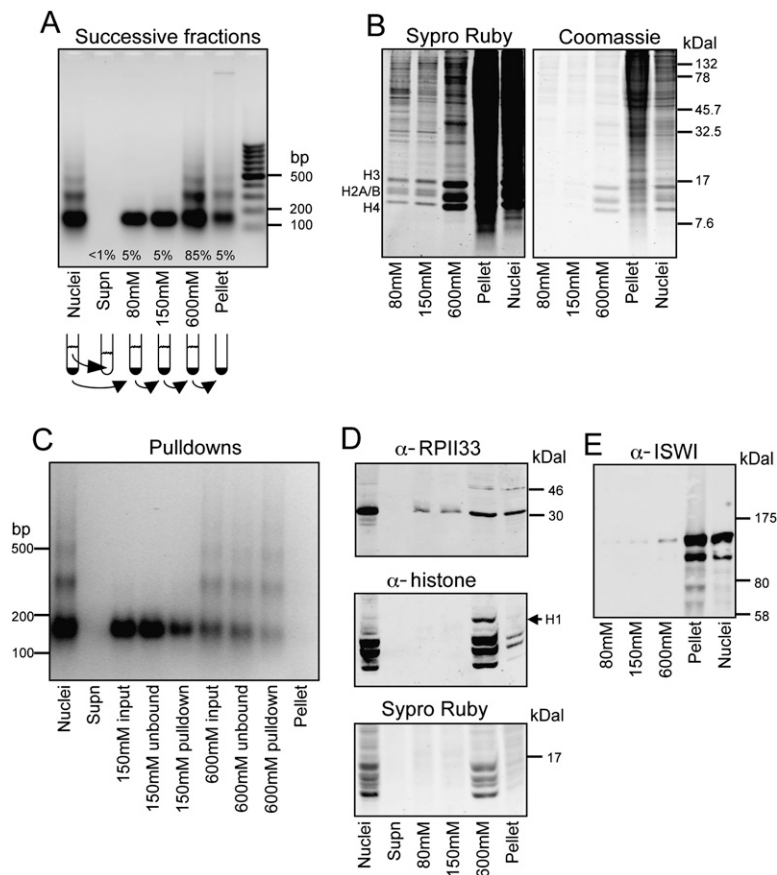 A
Successive fractions
bp
500
200
100
<1% 5% 5% 85% 5%
Nuclei
Supn
80mM
150mM
600mM
Pellet
B
Sypro Ruby
Coomassie
kDal
132
78
45.7
32.5
17
7.6
H3
H2A/B
H4
80mM
150mM
600mM
Pellet
Nuclei
80mM
150mM
600mM
Pellet
Nuclei
C
Pulldowns
bp
500
200
100
Nuclei
Supn
150mM input
150mM unbound
150mM pulldown
600mM input
600mM unbound
600mM pulldown
Pellet
D
α-RPII33
kDal
46
30
α-histone
H1
Sypro Ruby
kDal
17
Nuclei
Supn
80mM
150mM
600mM
Pellet
E
α-ISWI
kDal
175
80
58
80mM
150mM
600mM
Pellet
Nuclei